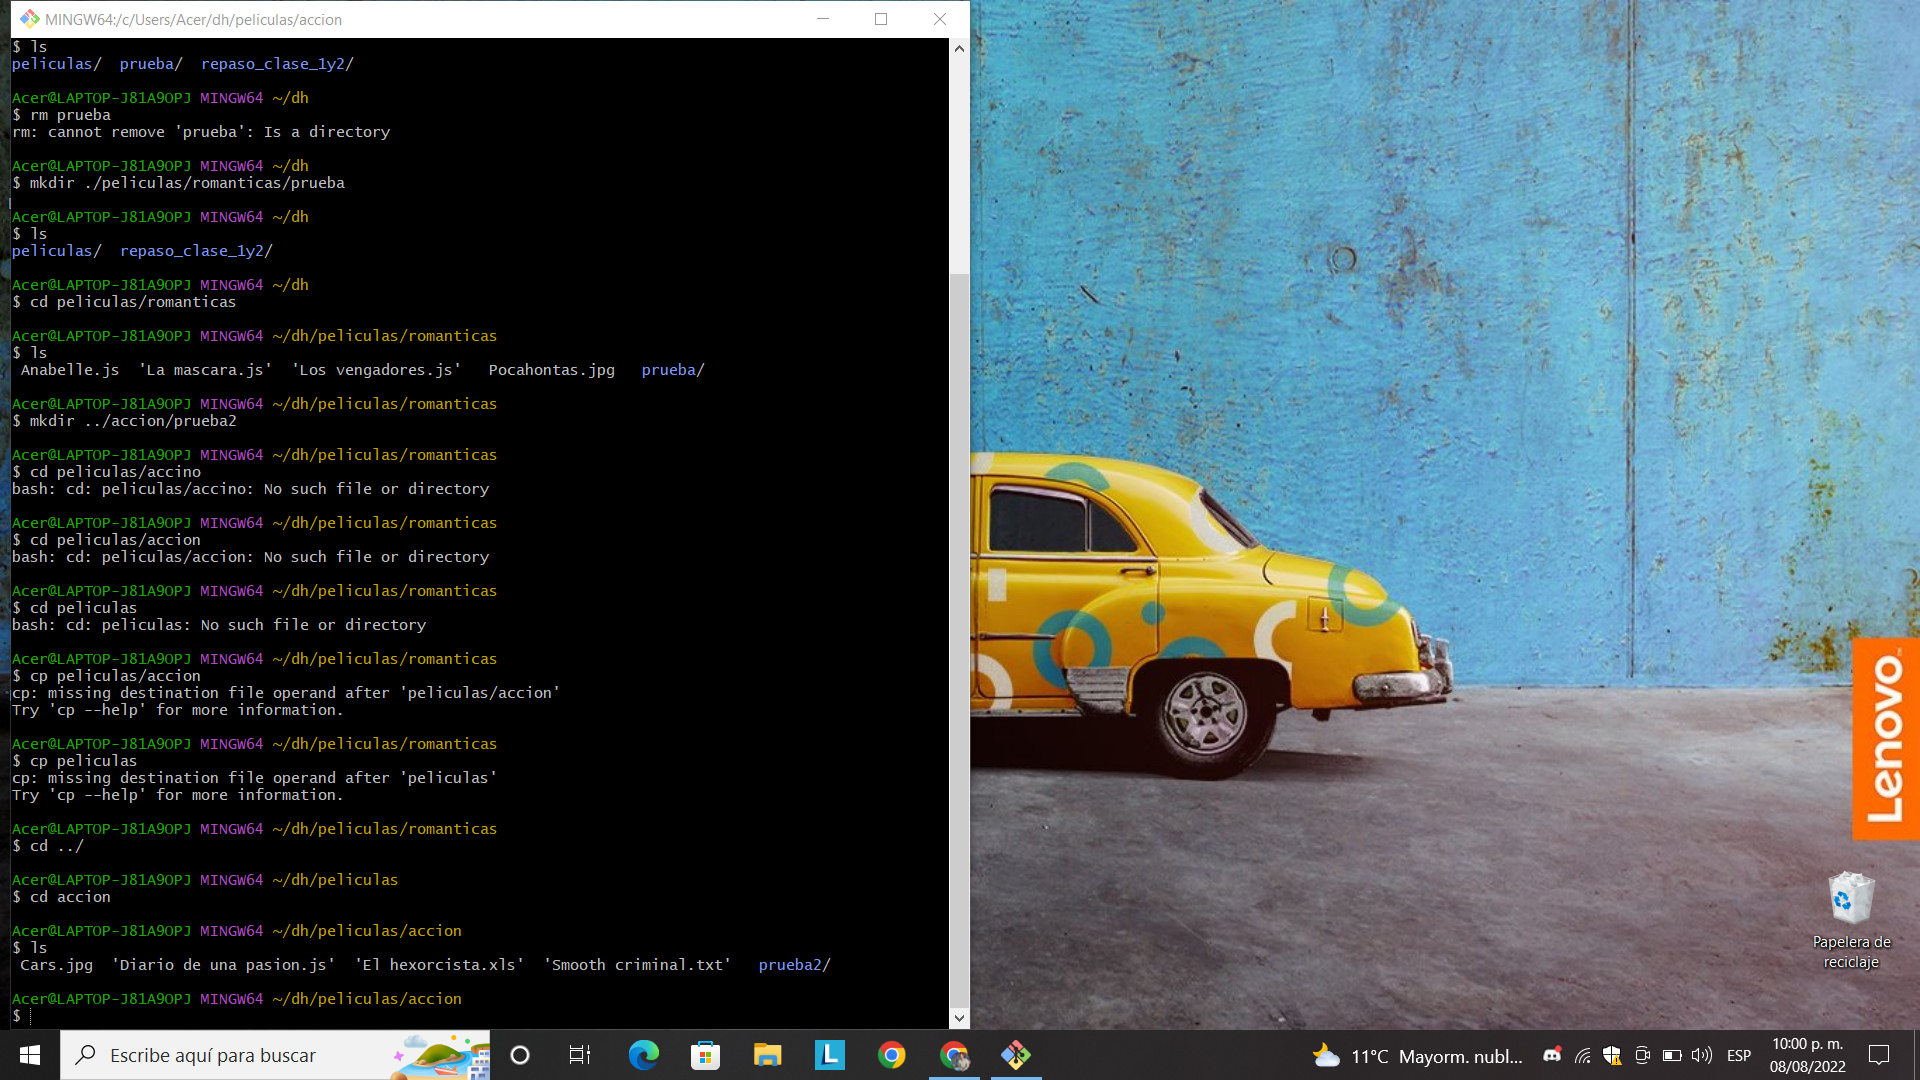 MINGW64:/c/Users/Acer/dh/peliculas/accion
$ ls
peliculas/  prueba/  repaso_clase_1y2/
Acer@LAPTOP-J81A9OPJ MINGW64 ~/dh
$ rm prueba
rm: cannot remove 'prueba': Is a directory
Acer@LAPTOP-J81A9OPJ MINGW64 ~/dh
$ mkdir ./peliculas/romanticas/prueba
Acer@LAPTOP-J81A9OPJ MINGW64 ~/dh
$ ls
peliculas/  repaso_clase_1y2/
Acer@LAPTOP-J81A9OPJ MINGW64 ~/dh
$ cd peliculas/romanticas
Acer@LAPTOP-J81A9OPJ MINGW64 ~/dh/peliculas/romanticas
$ ls
Anabelle.js  'La mascara.js'  'Los vengadores.js'   Pocahontas.jpg   prueba/
Acer@LAPTOP-J81A9OPJ MINGW64 ~/dh/peliculas/romanticas
$ mkdir ../accion/prueba2
Acer@LAPTOP-J81A9OPJ MINGW64 ~/dh/peliculas/romanticas
$ cd peliculas/accino
bash: cd: peliculas/accino: No such file or directory
Acer@LAPTOP-J81A9OPJ MINGW64 ~/dh/peliculas/romanticas
$ cd peliculas/accion
bash: cd: peliculas/accion: No such file or directory
Acer@LAPTOP-J81A9OPJ MINGW64 ~/dh/peliculas/romanticas
$ cd peliculas
bash: cd: peliculas: No such file or directory
Acer@LAPTOP-J81A9OPJ MINGW64 ~/dh/peliculas/romanticas
$ cp peliculas/accion
cp: missing destination file operand after 'peliculas/accion'
Try 'cp --help' for more information.
Acer@LAPTOP-J81A9OPJ MINGW64 ~/dh/peliculas/romanticas
$ cp peliculas
cp: missing destination file operand after 'peliculas'
Try 'cp --help' for more information.
Acer@LAPTOP-J81A9OPJ MINGW64 ~/dh/peliculas/romanticas
$ cd ../
Acer@LAPTOP-J81A9OPJ MINGW64 ~/dh/peliculas
$ cd accion
Acer@LAPTOP-J81A9OPJ MINGW64 ~/dh/peliculas/accion
$ ls
Cars.jpg  'Diario de una pasion.js'  'El hexorcista.xls'  'Smooth criminal.txt'   prueba2/
Acer@LAPTOP-J81A9OPJ MINGW64 ~/dh/peliculas/accion
$
Lenovo
Papelera de
reciclaje
Escribe aquí para buscar
L
11°C  Mayorm. nubl...
ESP
10:00 p. m.
08/08/2022